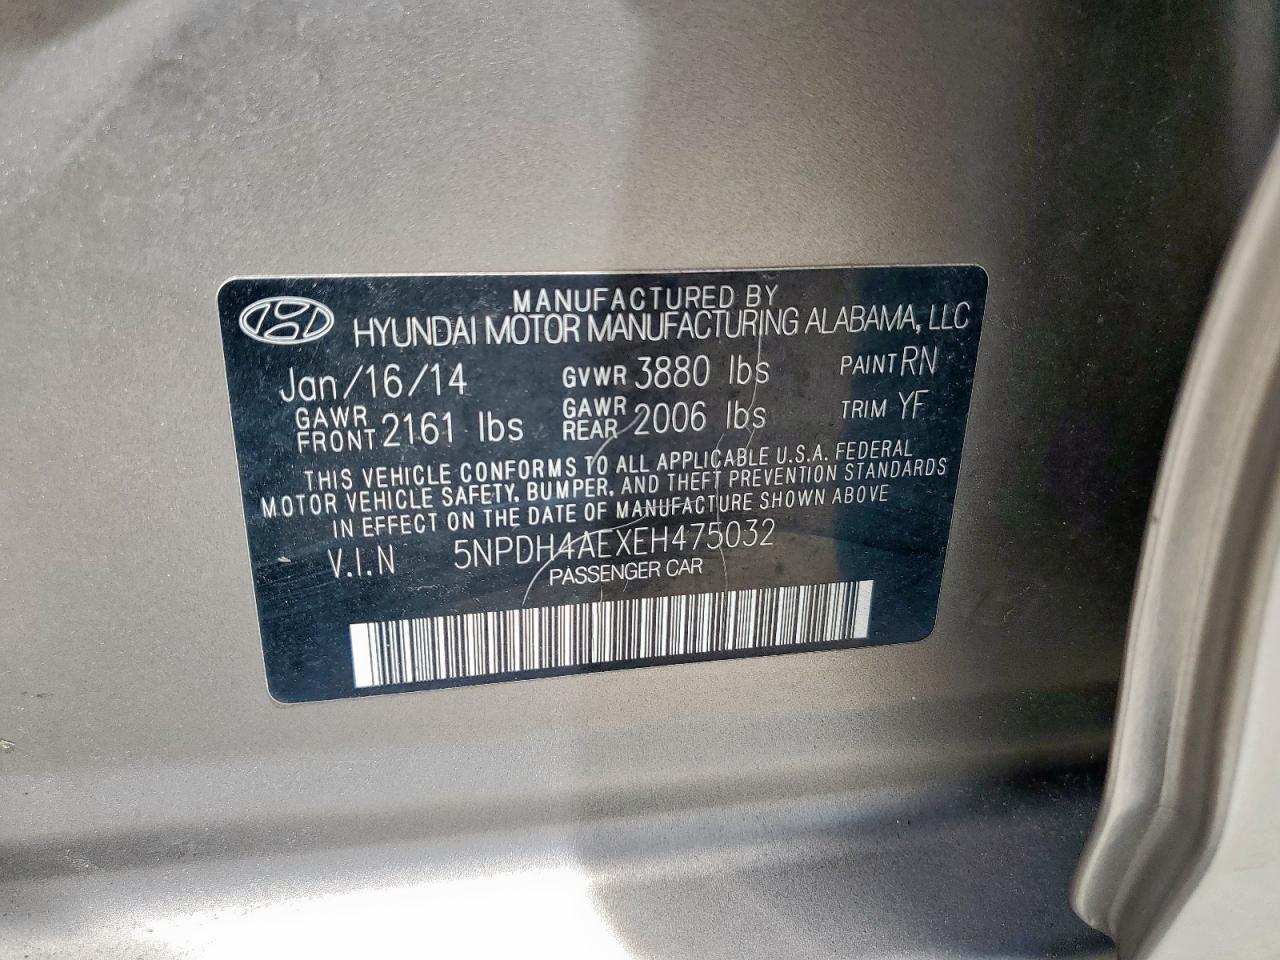 MANUFACTURED BY
HYUNDAI MOTOR MANUFACTURING ALABAMA, LLC
Jan/16/14 GVWR 3880 lbs PAINT RN
GAWR FRONT 2161 lbs GAWR REAR 2006 lbs TRIM YF
THIS VEHICLE CONFORMS TO ALL APPLICABLE U.S.A. FEDERAL
MOTOR VEHICLE SAFETY, BUMPER, AND THEFT PREVENTION STANDARDS
IN EFFECT ON THE DATE OF MANUFACTURE SHOWN ABOVE
V.I.N 5NPDH4AEXEH475032
PASSENGER CAR